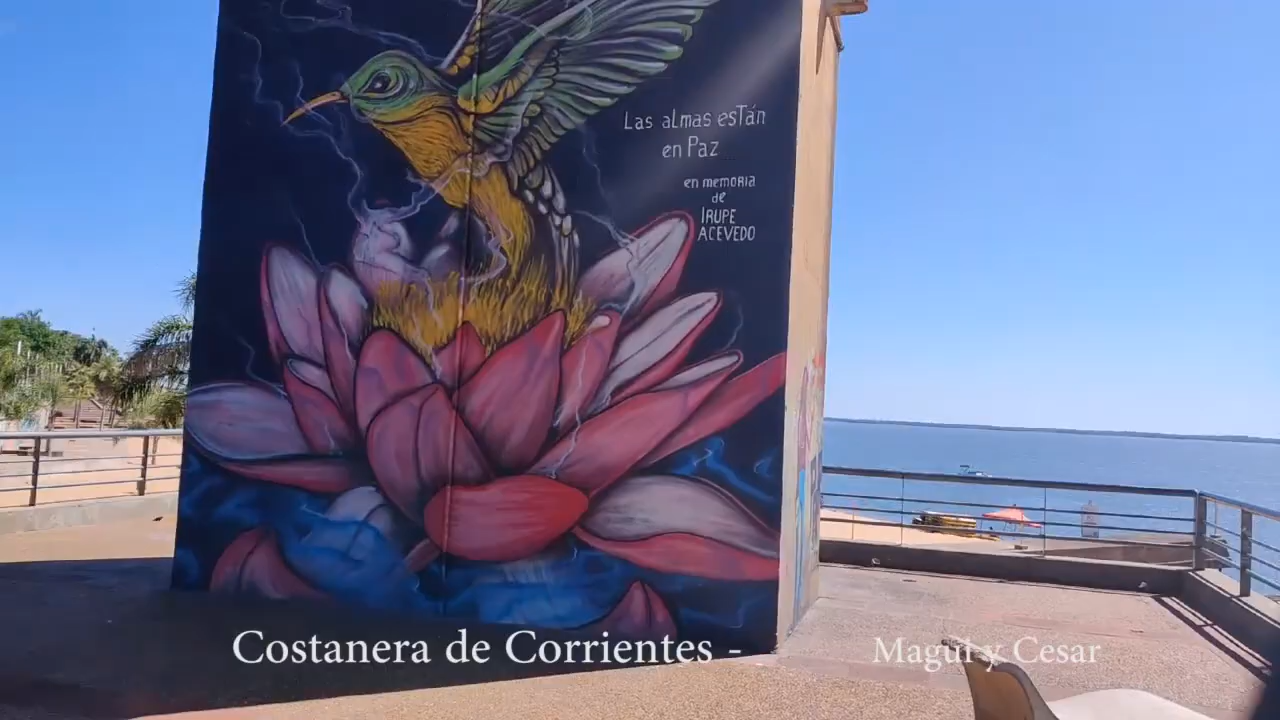 Las almas esTán
en Paz
en memoria
de
IRUPE
ACEVEDO
Costanera de Corrientes - Magui y Cesar